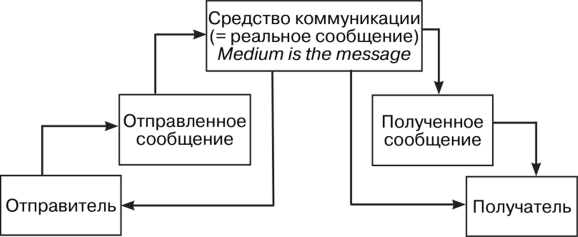 Средство коммуникации
(= реальное сообщение)
Medium is the message
Отправленное
сообщение
Полученное
сообщение
Отправитель
Получатель